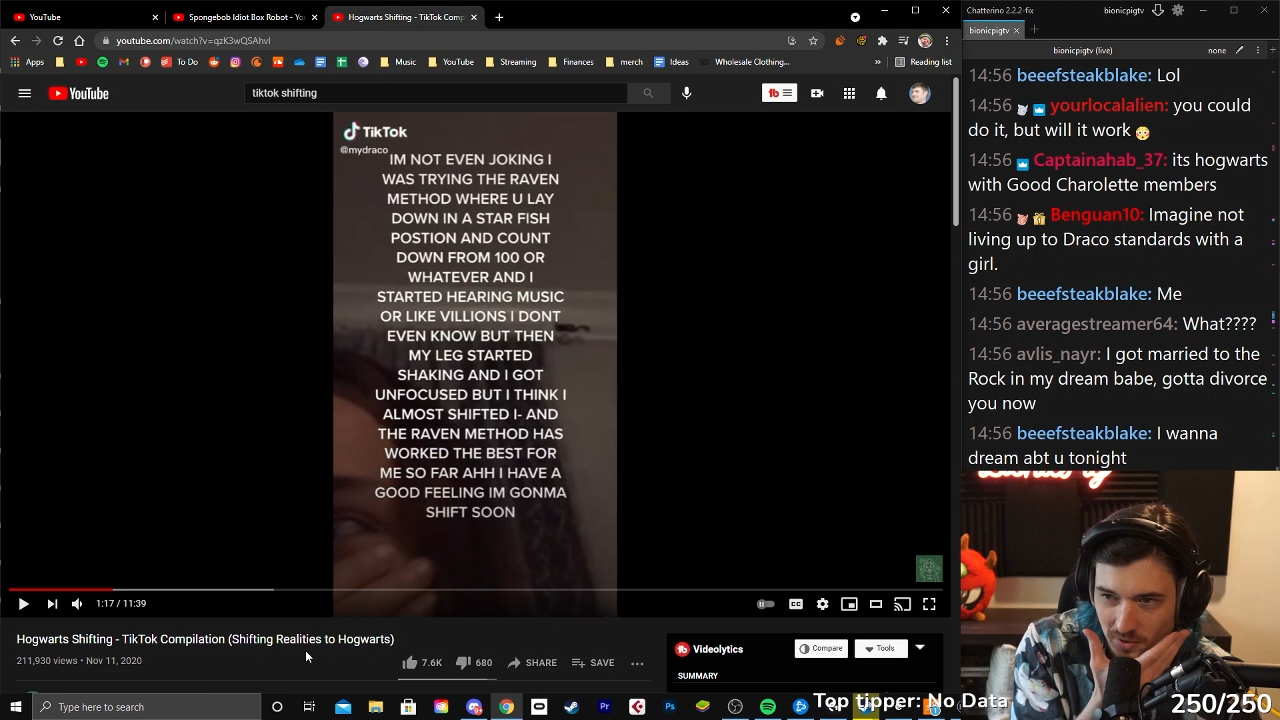 YouTube
Spongebob Idiot Box Robot - Yo
Hogwarts Shifting - TikTok Comp
youtube.com/watch?v=qzK3wQSAhvI
Apps
To Do
Music
YouTube
Streaming
Finances
merch
Ideas
Wholesale Clothing...
Reading list
YouTube
tiktok shifting
TikTok
@mydraco
IM NOT EVEN JOKING I
WAS TRYING THE RAVEN
METHOD WHERE U LAY
DOWN IN A STAR FISH
POSTION AND COUNT
DOWN FROM 100 OR
WHATEVER AND I
STARTED HEARING MUSIC
OR LIKE VILLIONS I DONT
EVEN KNOW BUT THEN
MY LEG STARTED
SHAKING AND I GOT
UNFOCUSED BUT I THINK I
ALMOST SHIFTED I- AND
THE RAVEN METHOD HAS
WORKED THE BEST FOR
ME SO FAR AHH I HAVE A
GOOD FEELING IM GONMA
SHIFT SOON
1:17 / 11:39
Hogwarts Shifting - TikTok Compilation (Shifting Realities to Hogwarts)
211,930 views • Nov 11, 2020
7.6K
680
SHARE
SAVE
Videolytics
Compare
Tools
SUMMARY
Type here to search
Chatterino 2.2.2-fix
bionicpigtv
bionicpigtv
bionicpigtv (live)
none
14:56 beeefsteakblake: Lol
14:56 yourlocalalien: you could
do it, but will it work
14:56 Captainahab_37: its hogwarts
with Good Charolette members
14:56 Benguan10: Imagine not
living up to Draco standards with a
girl.
14:56 beeefsteakblake: Me
14:56 averagestreamer64: What????
14:56 avlis_nayr: I got married to the
Rock in my dream babe, gotta divorce
you now
14:56 beeefsteakblake: I wanna
dream abt u tonight
Top tipper: No Data
250/250